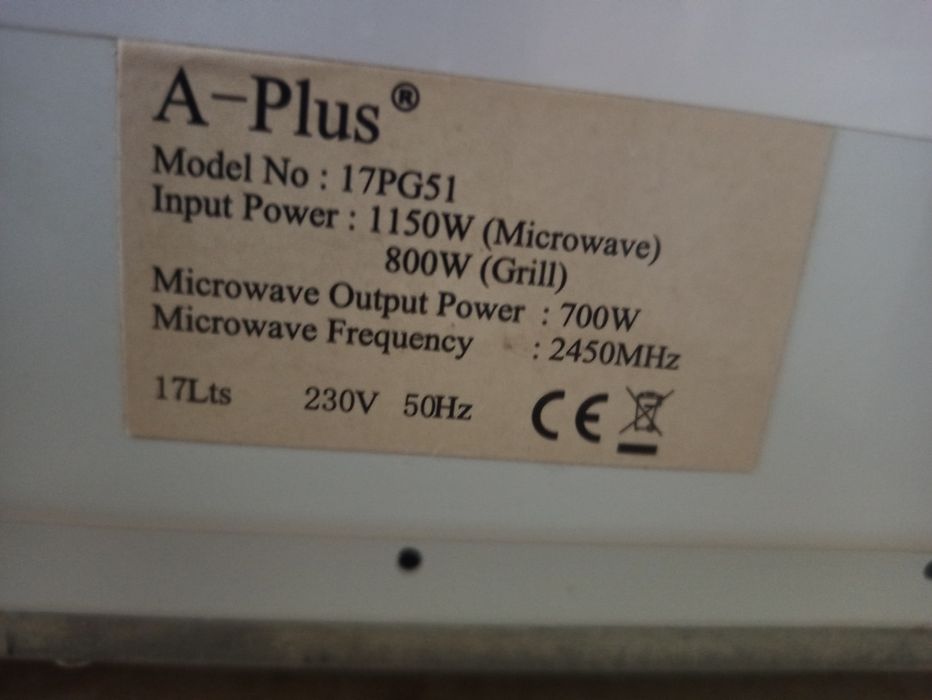 A-Plus®
Model No : 17PG51
Input Power : 1150W (Microwave)
800W (Grill)
Microwave Output Power : 700W
Microwave Frequency : 2450MHz
17Lts 230V 50Hz CE